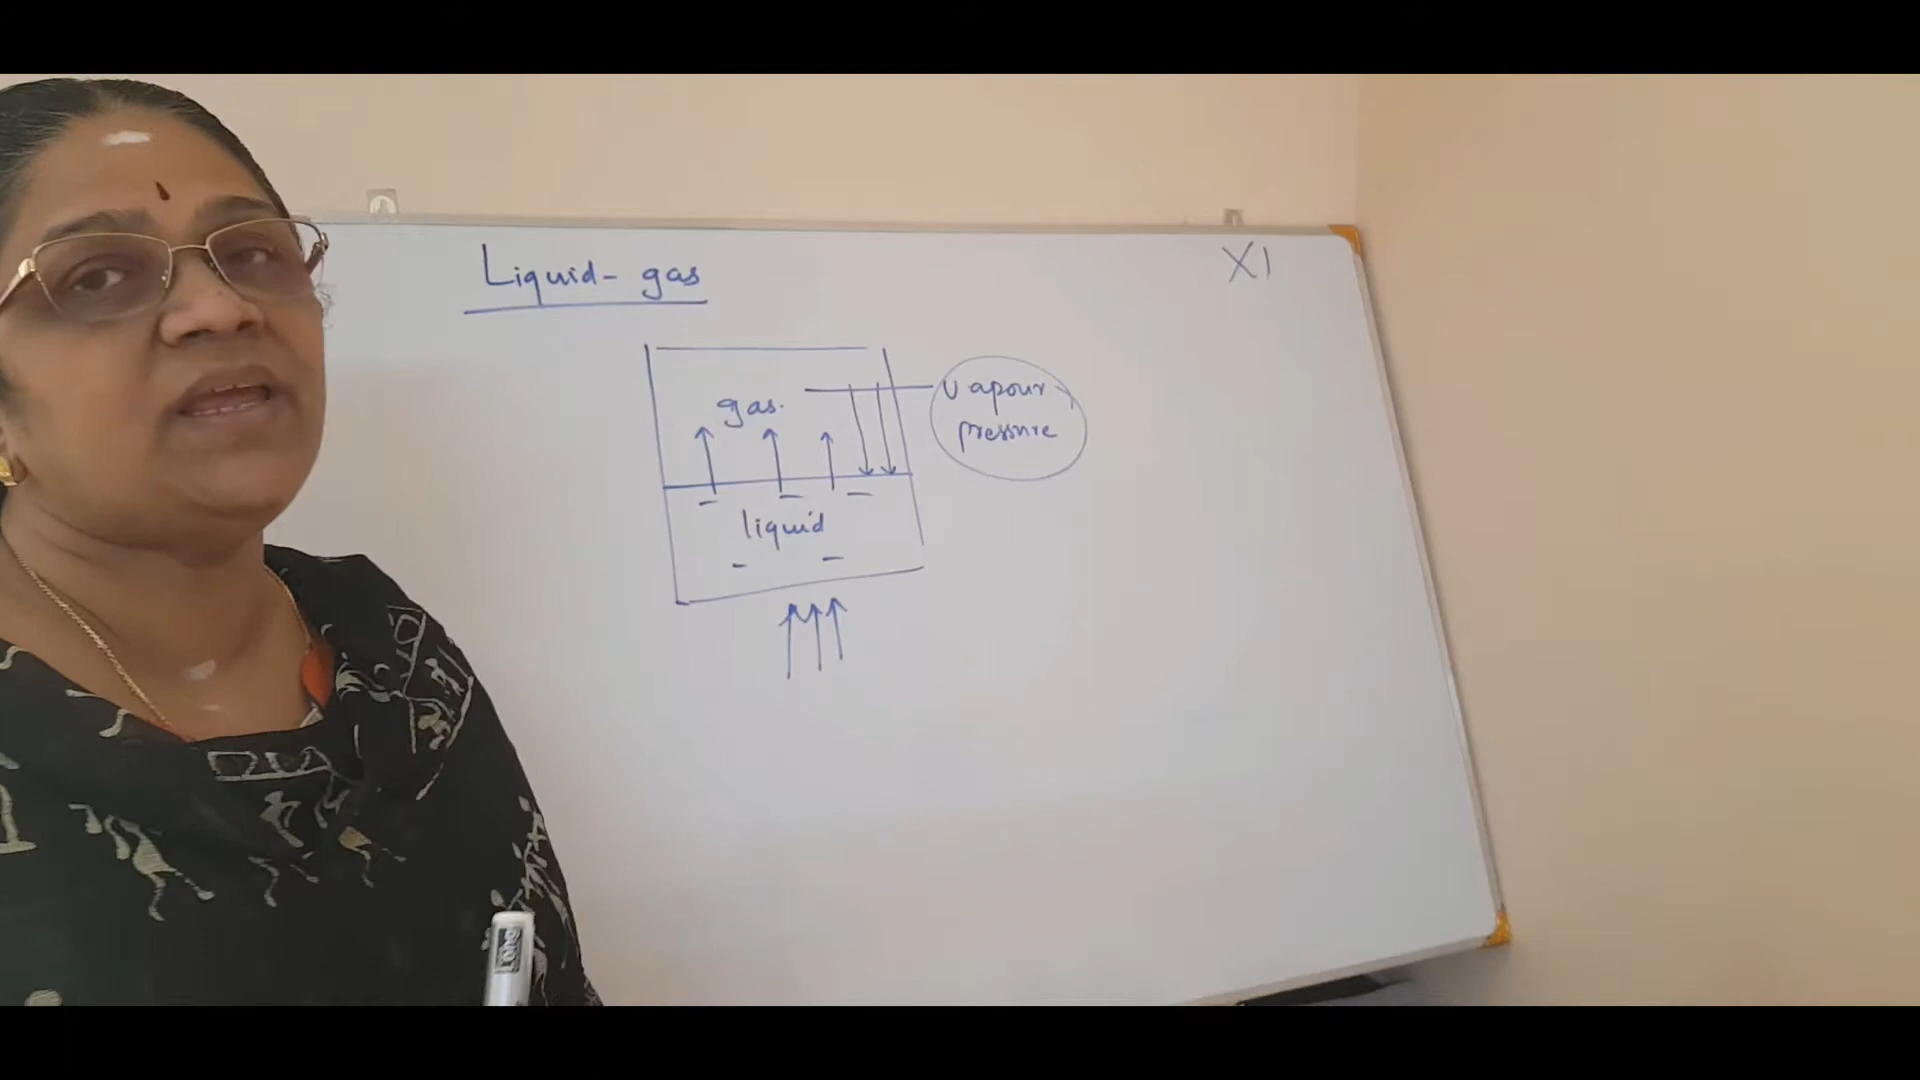 Liquid - gas
XI
gas.
vapour
pressure
liquid